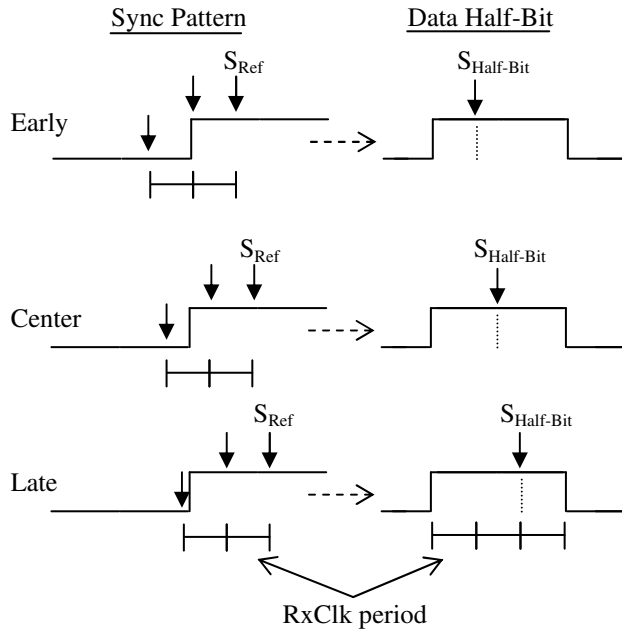 Sync Pattern
Data Half-Bit
S_Ref
S_Half-Bit
Early
S_Ref
S_Half-Bit
Center
S_Ref
S_Half-Bit
Late
RxClk period